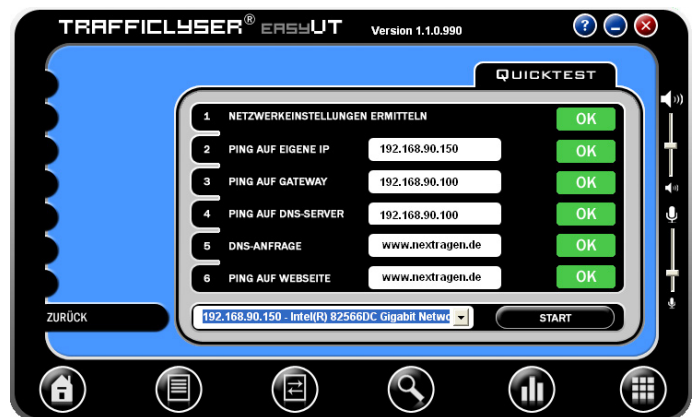 TRAFFICLYSER® EASYUT Version 1.1.0.990 ?
QUICKTEST
1 NETZWERKEINSTELLUNGEN ERMITTELN OK
2 PING AUF EIGENE IP 192.168.90.150 OK
3 PING AUF GATEWAY 192.168.90.100 OK
4 PING AUF DNS-SERVER 192.168.90.100 OK
5 DNS-ANFRAGE www.nextragen.de OK
6 PING AUF WEBSEITE www.nextragen.de OK
ZURÜCK 192.168.90.150 - Intel(R) 82566DC Gigabit Netwc START